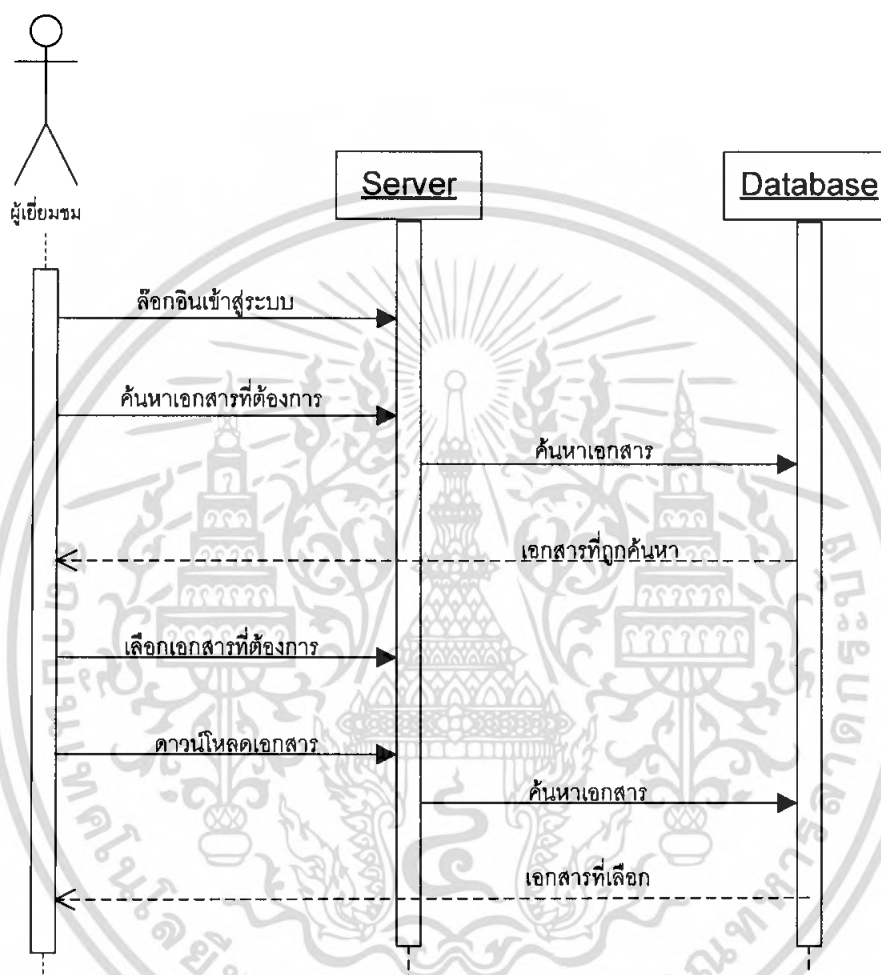 ผู้เยี่ยมชม
Server
Database
ล๊อกอินเข้าสู่ระบบ
ค้นหาเอกสารที่ต้องการ
ค้นหาเอกสาร
เอกสารที่ถูกค้นหา
เลือกเอกสารที่ต้องการ
ดาวน์โหลดเอกสาร
ค้นหาเอกสาร
เอกสารที่เลือก